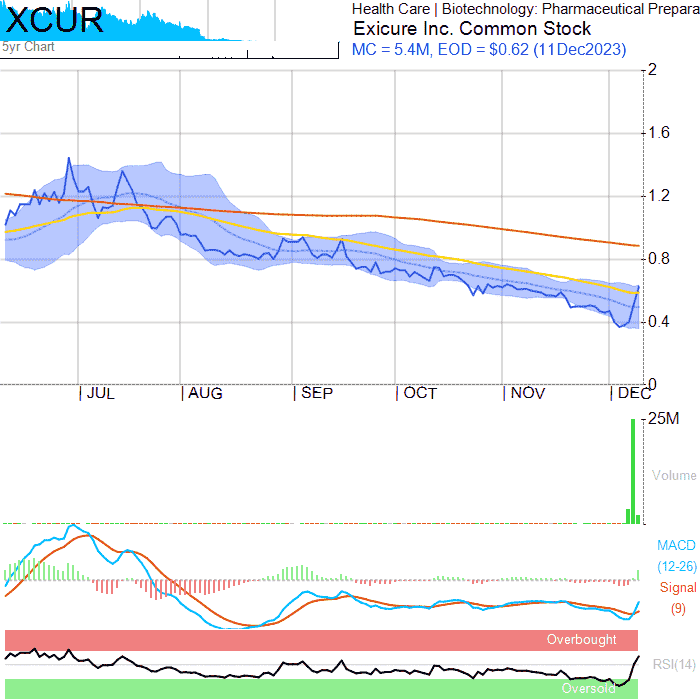 XCUR
5yr Chart
Health Care | Biotechnology: Pharmaceutical Prepara
Exicure Inc. Common Stock
MC = 5.4M, EOD = $0.62 (11Dec2023)
2
1.6
1.2
0.8
0.4
0
JUL AUG SEP OCT NOV DEC
25M
Volume
MACD
(12-26)
Signal
(9)
Overbought
RSI(14)
Oversold